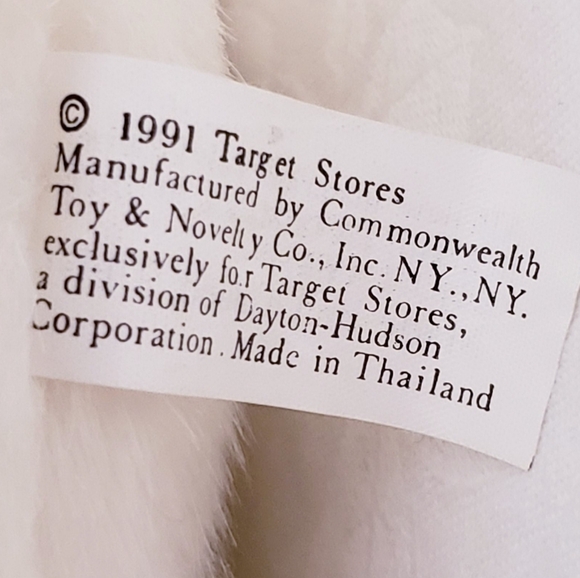 © 1991 Target Stores
Manufactured by Commonwealth
Toy & Novelty Co., Inc. NY., NY.
exclusively for Target Stores,
a division of Dayton-Hudson
Corporation. Made in Thailand